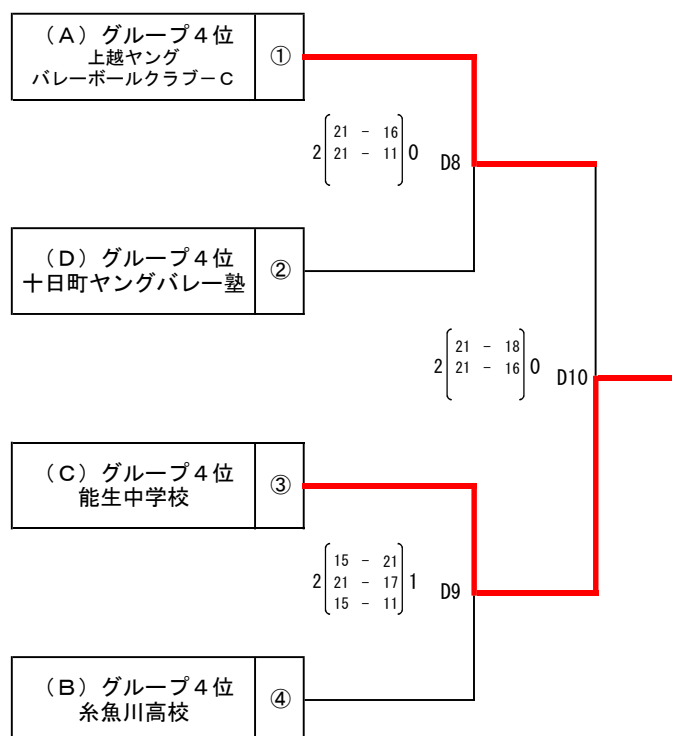 （A）グループ４位
上越ヤング
バレーボールクラブ－C
①
2 21 － 16 0
21 － 11
D8
（D）グループ４位
十日町ヤングバレー塾
②
2 21 － 18 0
21 － 16
D10
（C）グループ４位
能生中学校
③
15 － 21
2 21 － 17 1
15 － 11
D9
（B）グループ４位
糸魚川高校
④